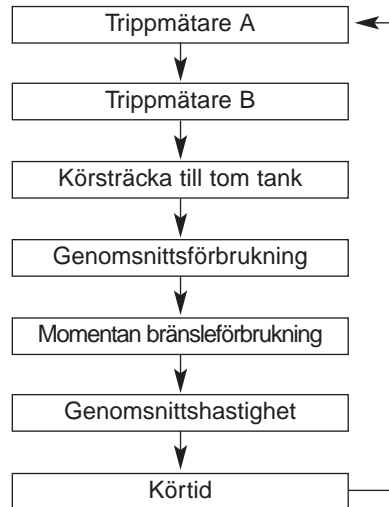 Trippmätare A
Trippmätare B
Körsträcka till tom tank
Genomsnittsförbrukning
Momentan bränsleförbrukning
Genomsnittshastighet
Körtid